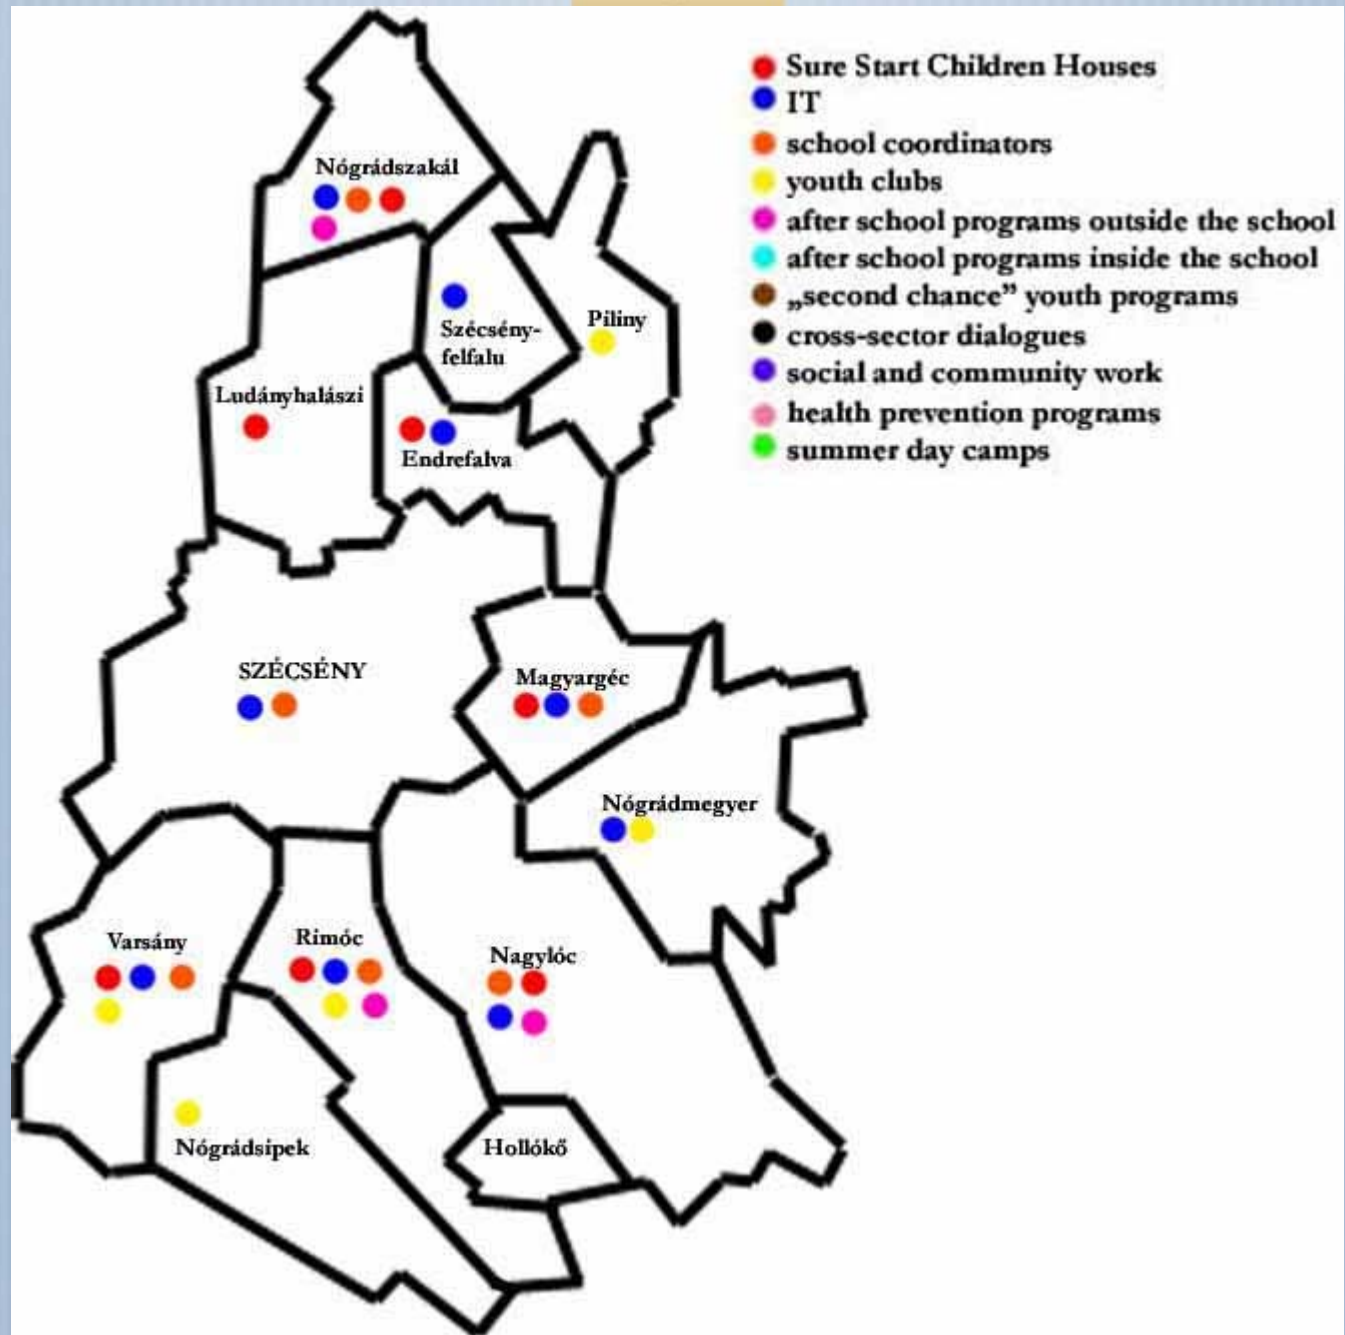 Sure Start Children Houses
IT
school coordinators
youth clubs
after school programs outside the school
after school programs inside the school
„second chance” youth programs
cross-sector dialogues
social and community work
health prevention programs
summer day camps
Nógrádszakál
Szécsény-
felfalu
Piliny
Ludányhalászi
Endrefalva
SZÉCSÉNY
Magyargéc
Nógrádmegyer
Varsány
Rimóc
Nagylóc
Nógrádsipek
Hollókő